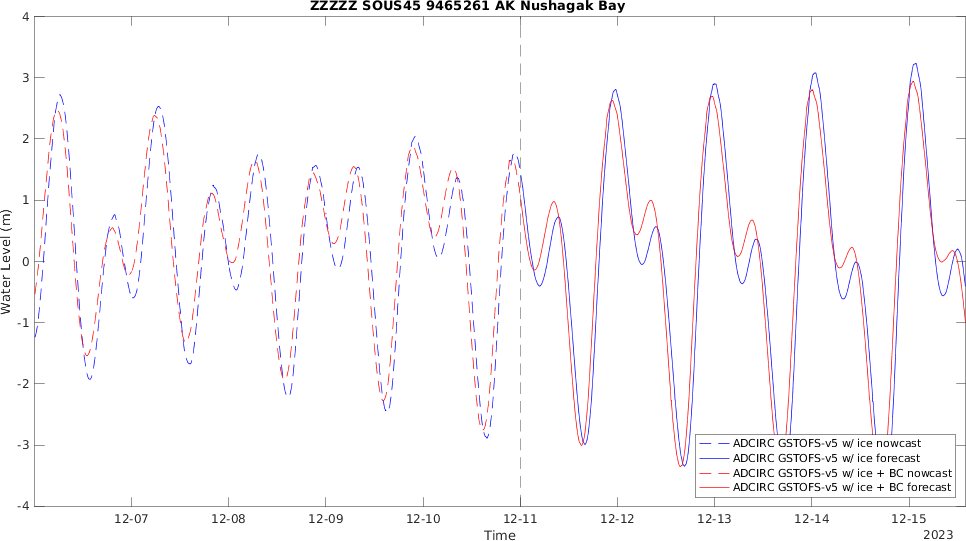 ZZZZZ SOUS45 9465261 AK Nushagak Bay
4
3
2
1
0
-1
-2
-3
-4
Water Level (m)
12-07
12-08
12-09
12-10
12-11
12-12
12-13
12-14
12-15
Time
2023
ADCIRC GSTOFS-v5 w/ ice nowcast
ADCIRC GSTOFS-v5 w/ ice forecast
ADCIRC GSTOFS-v5 w/ ice + BC nowcast
ADCIRC GSTOFS-v5 w/ ice + BC forecast